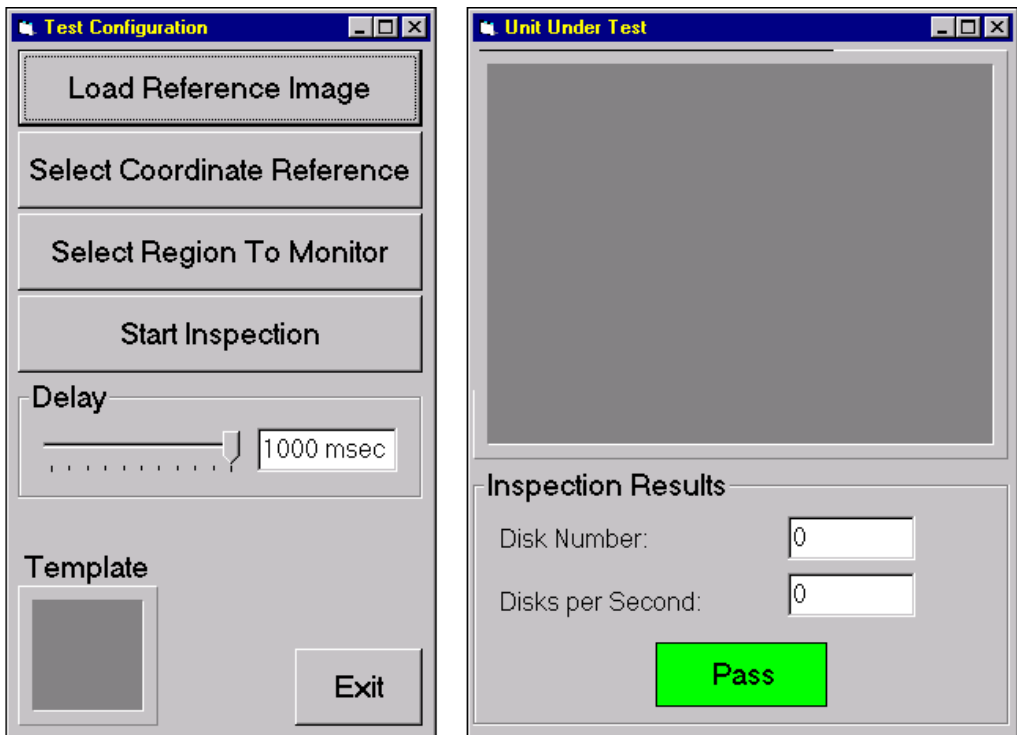 Test Configuration
Load Reference Image
Select Coordinate Reference
Select Region To Monitor
Start Inspection
Delay
1000 msec
Template
Exit
Unit Under Test
Inspection Results
Disk Number:
0
Disks per Second:
0
Pass